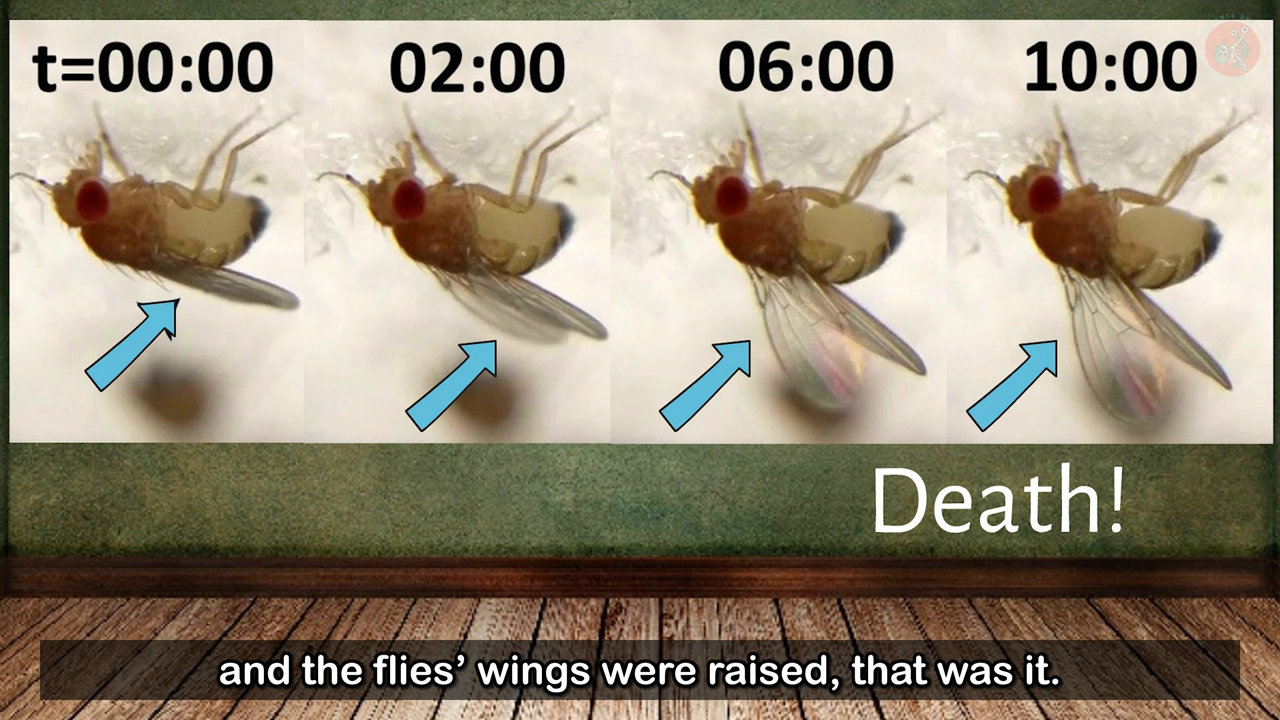 t=00:00
02:00
06:00
10:00
Death!
and the flies’ wings were raised, that was it.